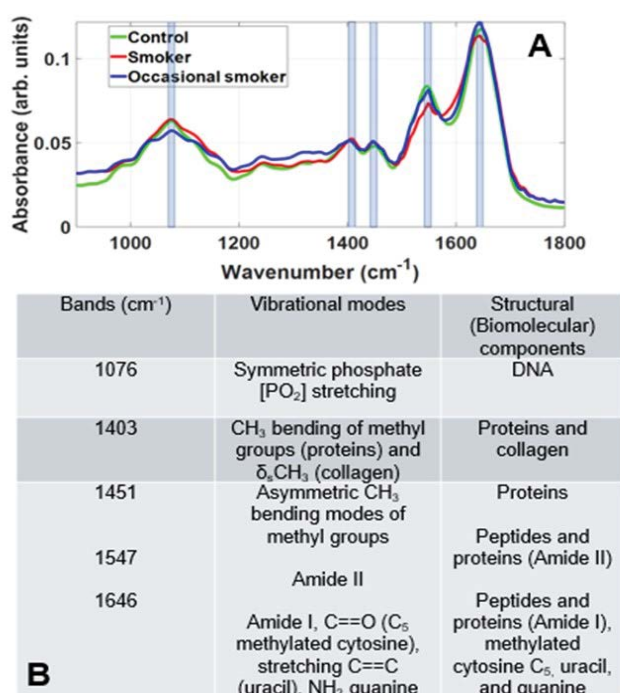 A
Control
Smoker
Occasional smoker
Absorbance (arb. units)
0.1
0.05
0
1000 1200 1400 1600 1800
Wavenumber (cm⁻¹)
Bands (cm⁻¹) Vibrational modes Structural
(Biomolecular)
components
1076 Symmetric phosphate DNA
[PO₂] stretching
1403 CH₃ bending of methyl Proteins and
groups (proteins) and collagen
δₛCH₃ (collagen)
1451 Asymmetric CH₃ Proteins
bending modes of
methyl groups Peptides and
1547 proteins (Amide II)
Amide II
1646 Peptides and
Amide I, C==O (C₅ proteins (Amide I),
methylated cytosine), methylated
stretching C==C cytosine C₅, uracil,
(uracil), NH₂ guanine and guanine
B